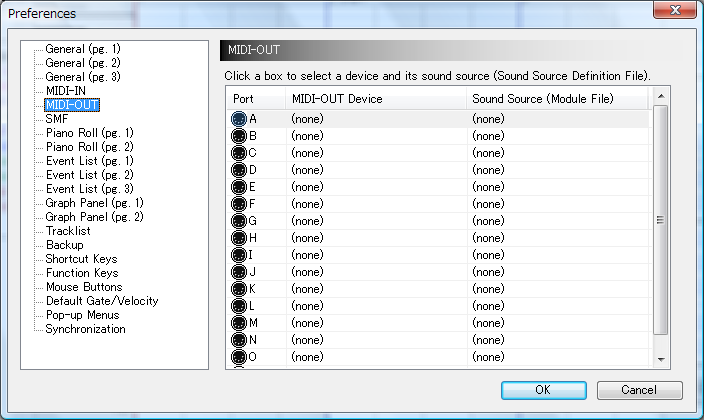 Preferences
General (pg. 1)
General (pg. 2)
General (pg. 3)
MIDI-IN
MIDI-OUT
SMF
Piano Roll (pg. 1)
Piano Roll (pg. 2)
Event List (pg. 1)
Event List (pg. 2)
Event List (pg. 3)
Graph Panel (pg. 1)
Graph Panel (pg. 2)
Tracklist
Backup
Shortcut Keys
Function Keys
Mouse Buttons
Default Gate/Velocity
Pop-up Menus
Synchronization
MIDI-OUT
Click a box to select a device and its sound source (Sound Source Definition File).
Port MIDI-OUT Device Sound Source (Module File)
A (none) (none)
B (none) (none)
C (none) (none)
D (none) (none)
E (none) (none)
F (none) (none)
G (none) (none)
H (none) (none)
I (none) (none)
J (none) (none)
K (none) (none)
L (none) (none)
M (none) (none)
N (none) (none)
O (none) (none)
OK Cancel